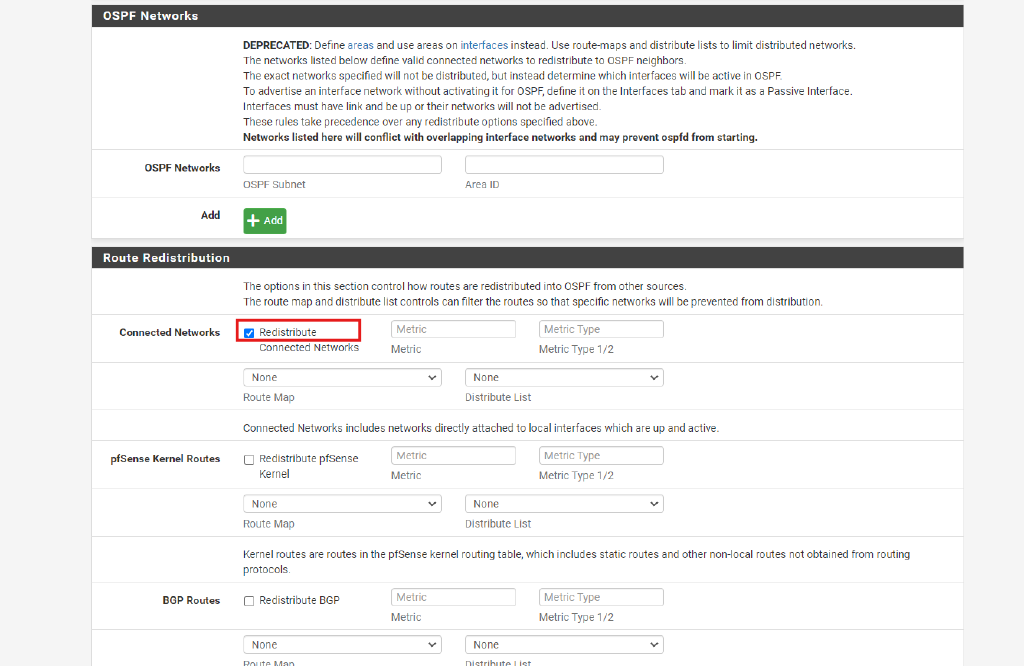 OSPF Networks
DEPRECATED: Define areas and use areas on interfaces instead. Use route-maps and distribute lists to limit distributed networks.
The networks listed below define valid connected networks to redistribute to OSPF neighbors.
The exact networks specified will not be distributed, but instead determine which interfaces will be active in OSPF.
To advertise an interface network without activating it for OSPF, define it on the Interfaces tab and mark it as a Passive Interface.
Interfaces must have link and be up or their networks will not be advertised.
These rules take precedence over any redistribute options specified above.
Networks listed here will conflict with overlapping interface networks and may prevent ospfd from starting.
OSPF Networks
OSPF Subnet Area ID
Add Add
Route Redistribution
The options in this section control how routes are redistributed into OSPF from other sources.
The route map and distribute list controls can filter the routes so that specific networks will be prevented from distribution.
Connected Networks Redistribute Metric Metric Type
Connected Networks Metric Metric Type 1/2
None None
Route Map Distribute List
Connected Networks includes networks directly attached to local interfaces which are up and active.
pfSense Kernel Routes Redistribute pfSense Metric Metric Type
Kernel Metric Metric Type 1/2
None None
Route Map Distribute List
Kernel routes are routes in the pfSense kernel routing table, which includes static routes and other non-local routes not obtained from routing
protocols.
BGP Routes Redistribute BGP Metric Metric Type
Metric Metric Type 1/2
None None
Route Map Distribute List